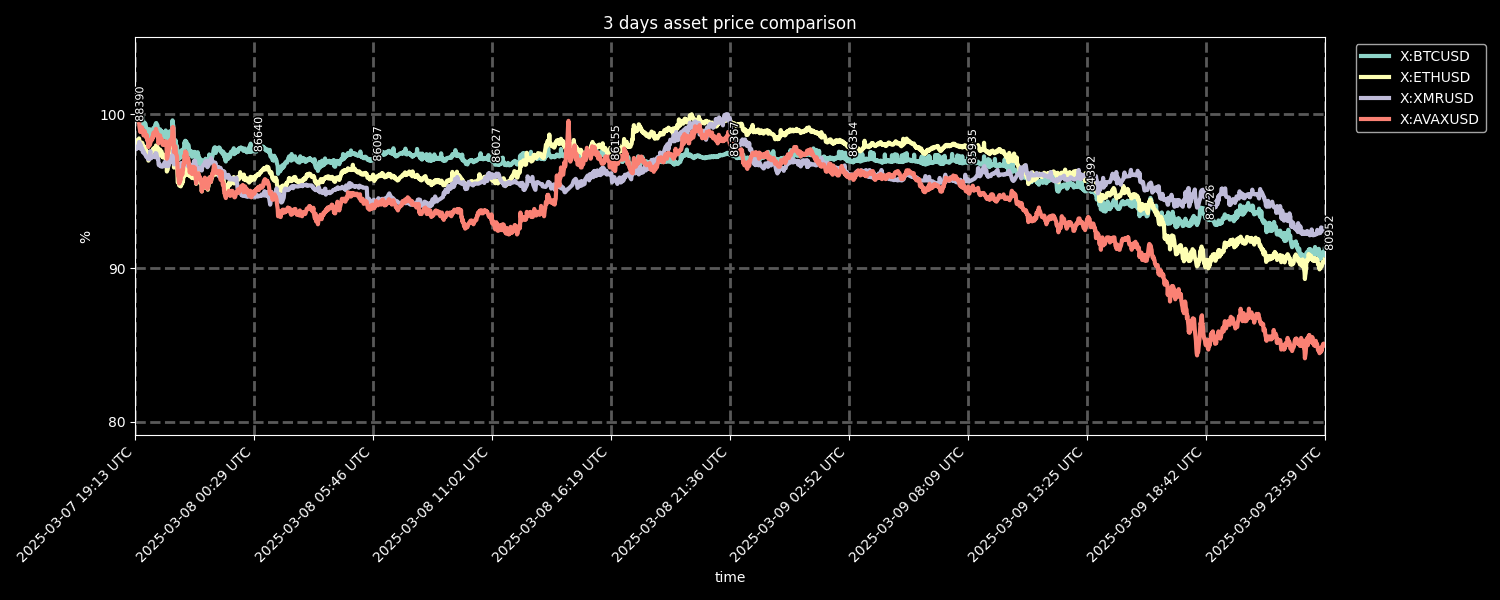 3 days asset price comparison
X:BTCUSD
X:ETHUSD
X:XMRUSD
X:AVAXUSD
%
100
90
80
88390
86640
86097
86027
86155
86367
86354
85935
84392
82726
80952
2025-03-07 19:13 UTC
2025-03-08 00:29 UTC
2025-03-08 05:46 UTC
2025-03-08 11:02 UTC
2025-03-08 16:19 UTC
2025-03-08 21:36 UTC
2025-03-09 02:52 UTC
2025-03-09 08:09 UTC
2025-03-09 13:25 UTC
2025-03-09 18:42 UTC
2025-03-09 23:59 UTC
time